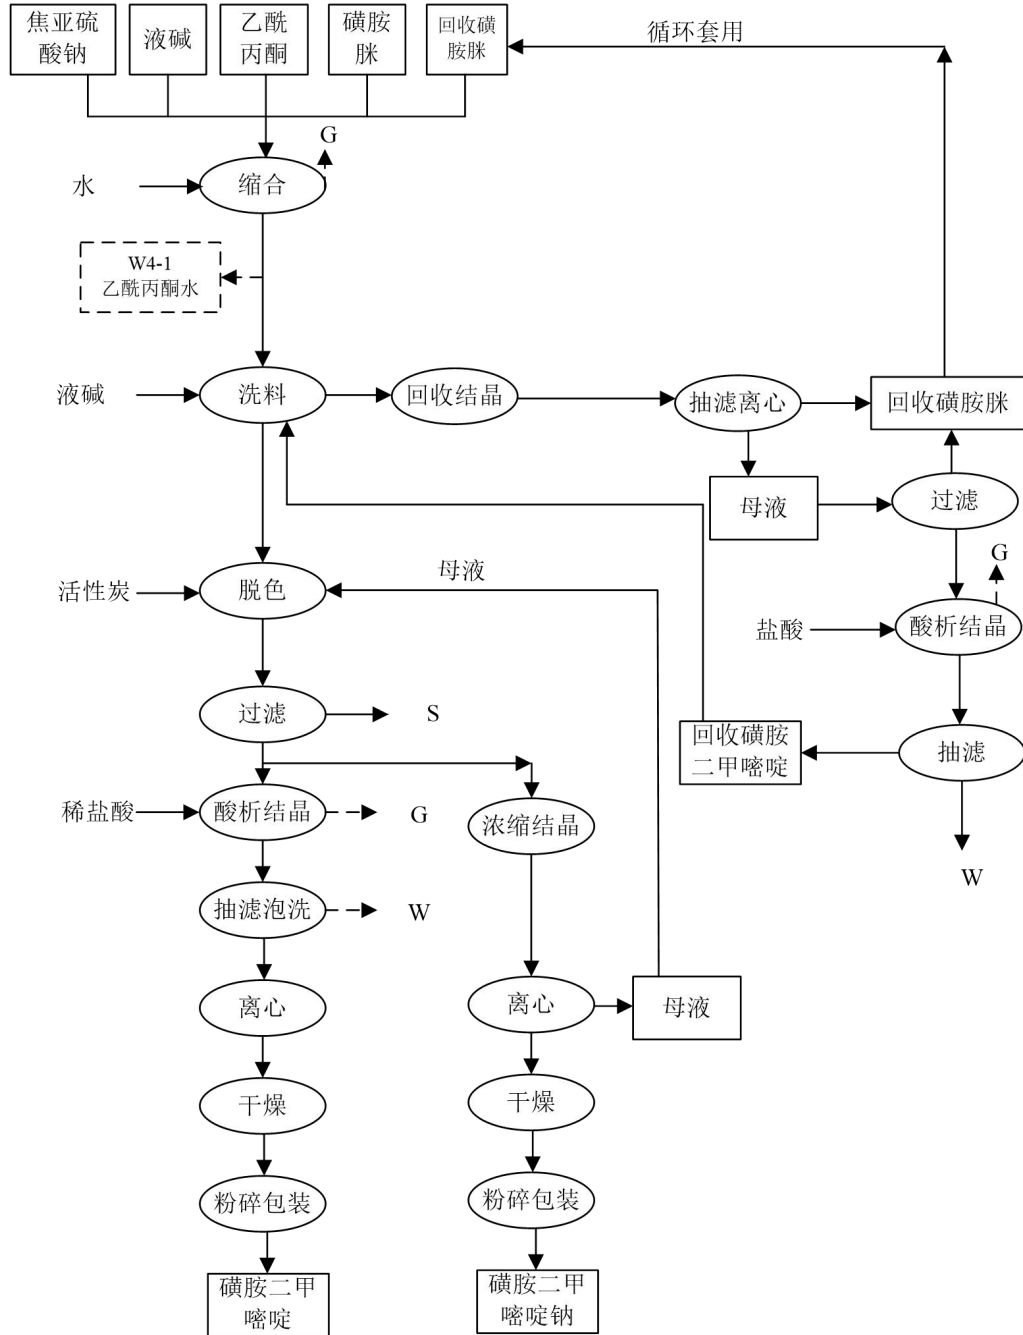 焦亚硫
酸钠
液碱
乙酰
丙酮
磺胺
脒
回收磺
胺脒
循环套用
G
水
缩合
W4-1
乙酰丙酮水
液碱
洗料
回收结晶
抽滤离心
回收磺胺脒
母液
过滤
G
活性炭
脱色
母液
盐酸
酸析结晶
过滤
S
回收磺胺
二甲嘧啶
抽滤
稀盐酸
酸析结晶
G
浓缩结晶
W
抽滤泡洗
W
离心
离心
母液
干燥
干燥
粉碎包装
粉碎包装
磺胺二甲
嘧啶
磺胺二甲
嘧啶钠